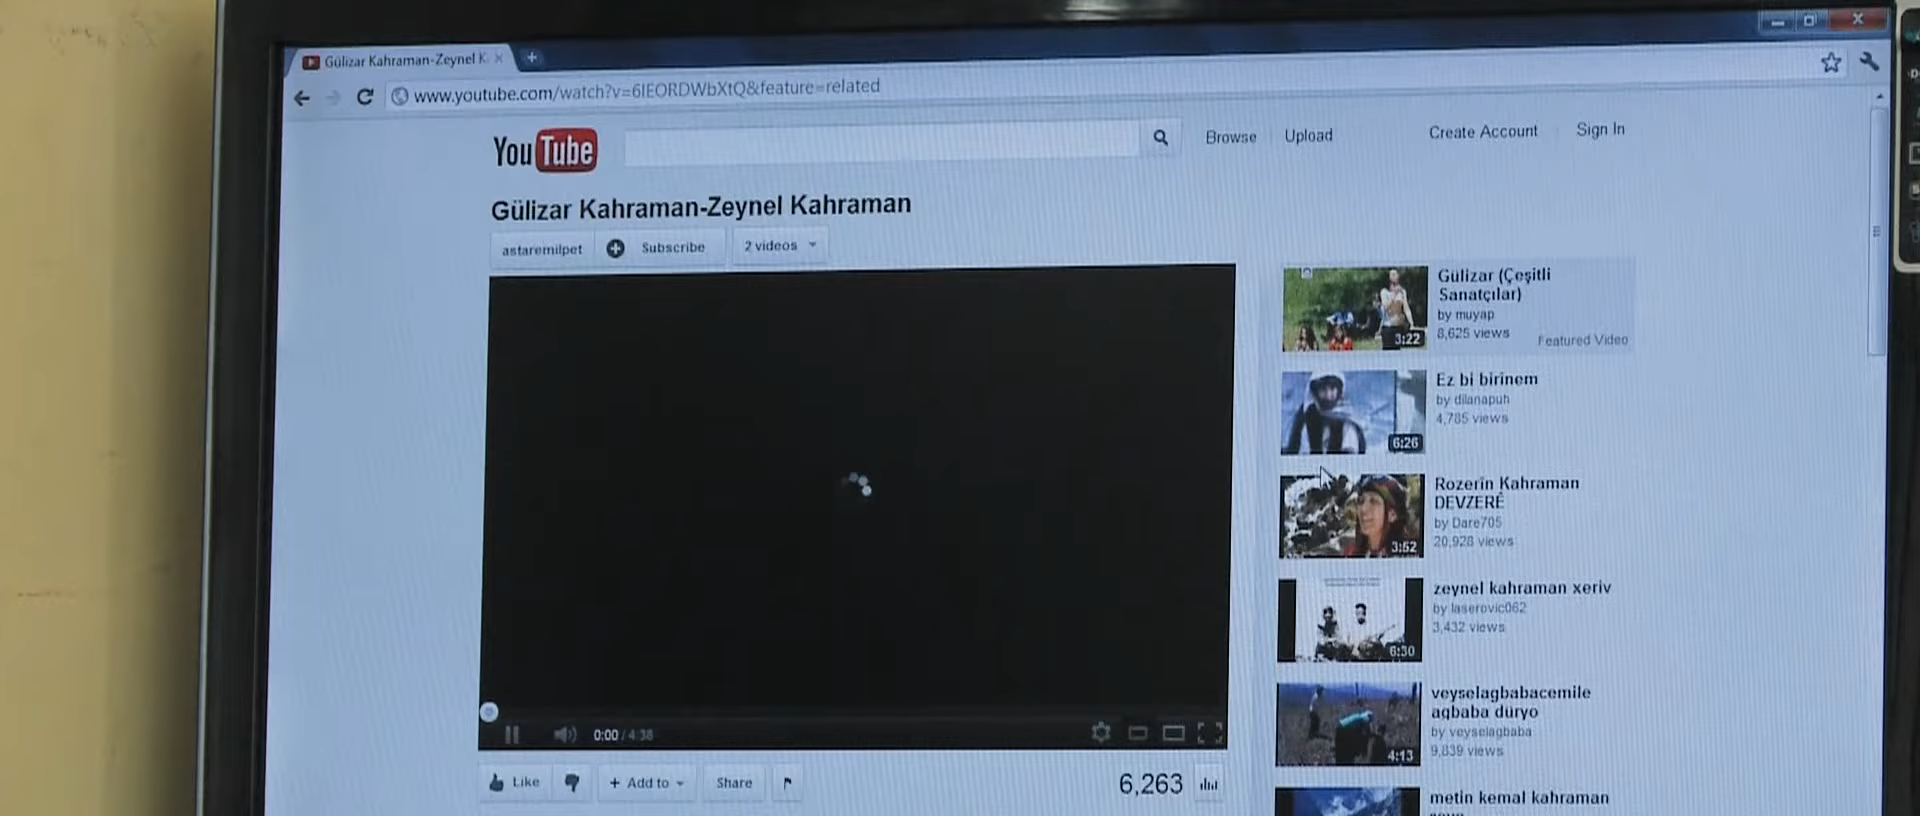 Gülizar Kahraman-Zeynel K
www.youtube.com/watch?v=6IEORDWbXtQ&feature=related
YouTube
Browse
Upload
Create Account
Sign In
Gülizar Kahraman-Zeynel Kahraman
astaremilpet
Subscribe
2 videos
0:00 / 4:38
Like
+ Add to
Share
6,263
Gülizar (Çeşitli
Sanatçılar)
by muyap
8,625 views
Featured Video
3:22
Ez bi birînem
by dilanapuh
4,785 views
6:26
Rozerin Kahraman
DEVZERÊ
by Dare705
20,928 views
3:52
zeynel kahraman xeriv
by laserovic062
3,432 views
6:30
veyselagbabacemile
agbaba duryo
by veyselagbaba
9,839 views
4:13
metin kemal kahraman